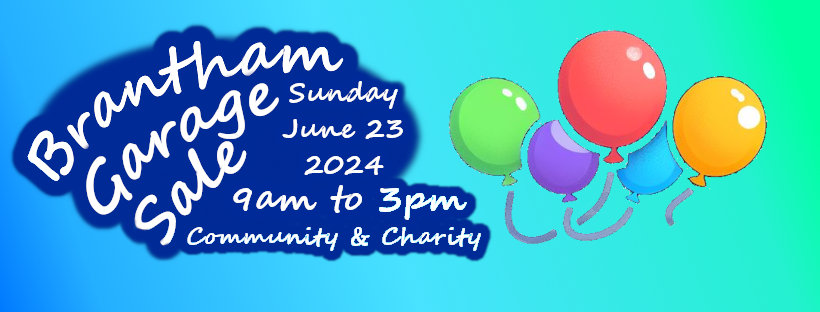 Brantham
Garage
Sale
Sunday
June 23
2024
9am to 3pm
Community & Charity